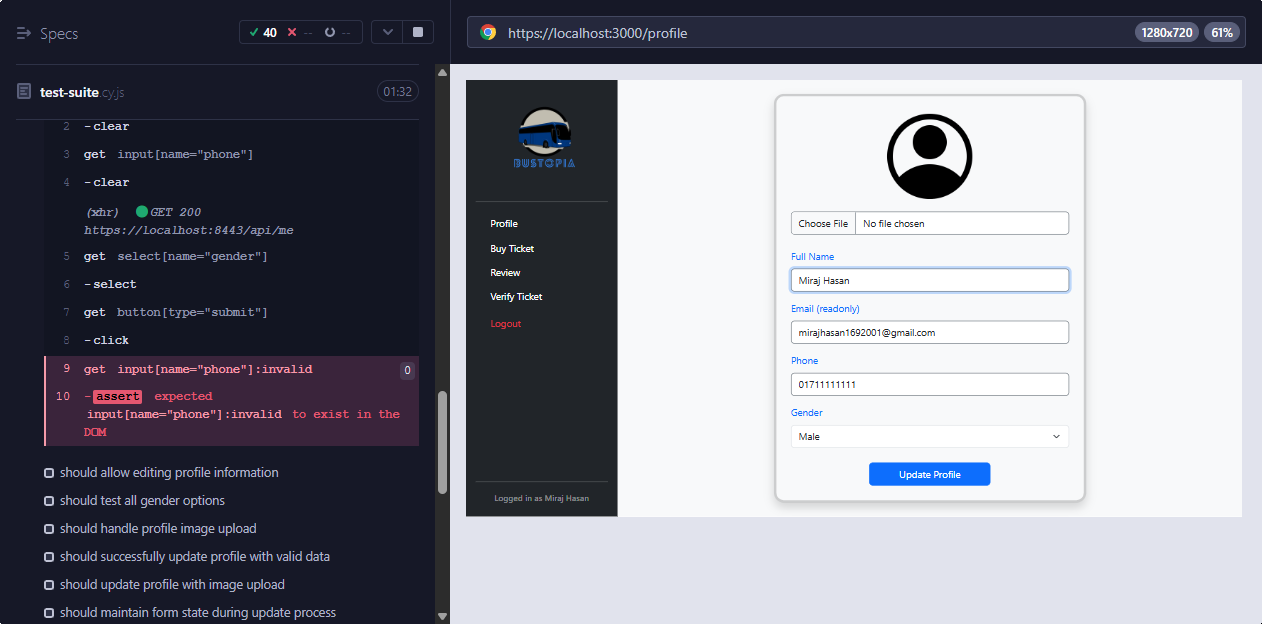 Specs
40
--
--
https://localhost:3000/profile
1280x720
61%
test-suite.cy.js
01:32
2 -clear
3 get input[name="phone"]
4 -clear
(xhr) GET 200
https://localhost:8443/api/me
5 get select[name="gender"]
6 -select
7 get button[type="submit"]
8 -click
9 get input[name="phone"]:invalid 0
10 -assert expected
input[name="phone"]:invalid to exist in the
DOM
should allow editing profile information
should test all gender options
should handle profile image upload
should successfully update profile with valid data
should update profile with image upload
should maintain form state during update process
BUSTOPIA
Profile
Buy Ticket
Review
Verify Ticket
Logout
Logged in as Miraj Hasan
Choose File No file chosen
Full Name
Miraj Hasan
Email (readonly)
mirajhasan1692001@gmail.com
Phone
01711111111
Gender
Male
Update Profile